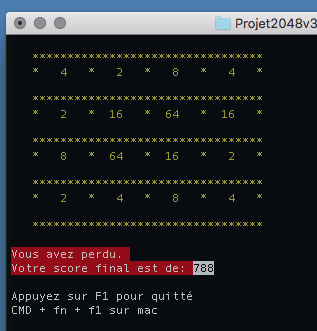 Projet2048v3
*********************************
*   4   *   2   *   8   *   4   *
*********************************
*   2   *   16   *   64   *   16   *
*********************************
*   8   *   64   *   16   *   2   *
*********************************
*   2   *   4   *   8   *   4   *
*********************************
Vous avez perdu.
Votre score final est de: 788
Appuyez sur F1 pour quitté
CMD + fn + f1 sur mac